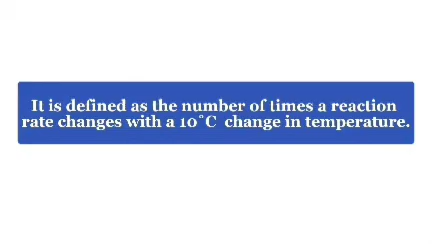 It is defined as the number of times a reaction
rate changes with a 10°C change in temperature.